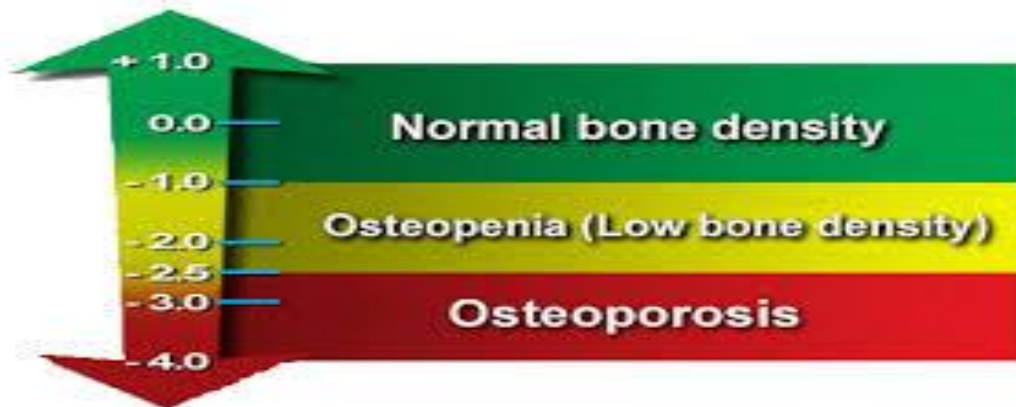 + 1.0
0.0
Normal bone density
- 1.0
Osteopenia (Low bone density)
- 2.0
- 2.5
- 3.0
Osteoporosis
- 4.0